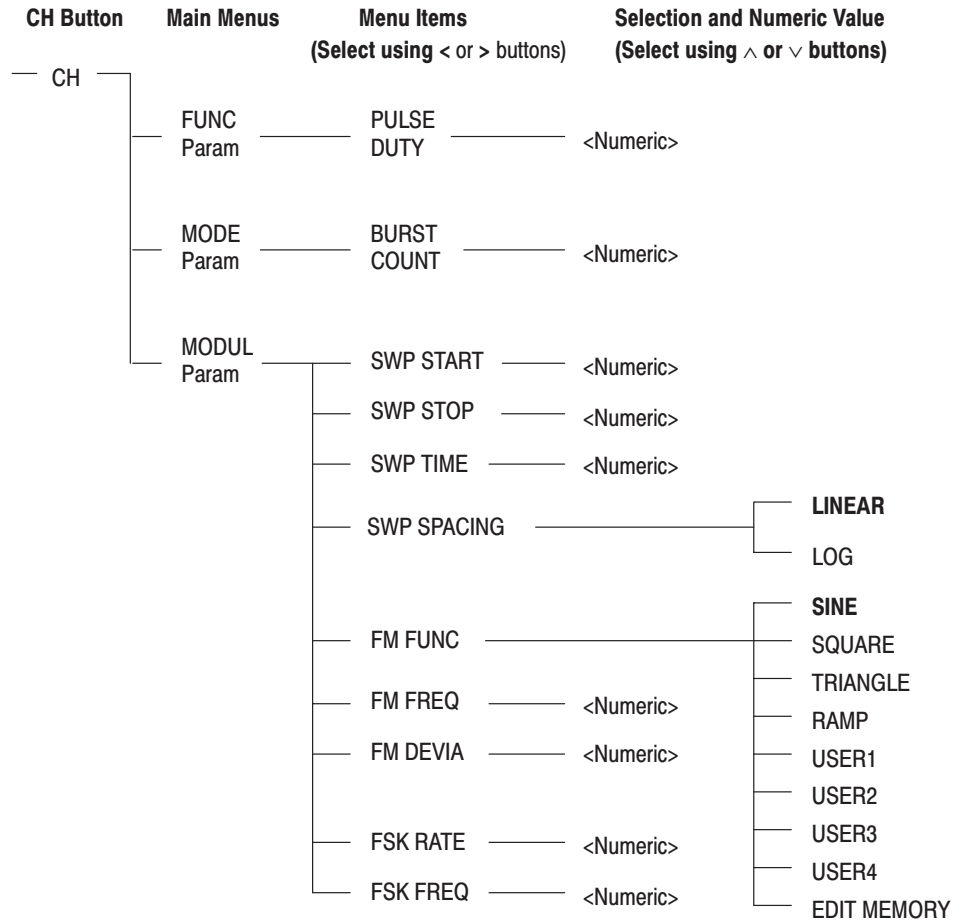 CH Button Main Menus Menu Items Selection and Numeric Value
(Select using < or > buttons) (Select using ∧ or ∨ buttons)
CH
FUNC PULSE
Param DUTY <Numeric>
MODE BURST
Param COUNT <Numeric>
MODUL SWP START <Numeric>
Param
SWP STOP <Numeric>
SWP TIME <Numeric>
LINEAR
SWP SPACING
LOG
SINE
FM FUNC SQUARE
TRIANGLE
FM FREQ <Numeric> RAMP
FM DEVIA <Numeric> USER1
USER2
FSK RATE <Numeric> USER3
USER4
FSK FREQ <Numeric> EDIT MEMORY